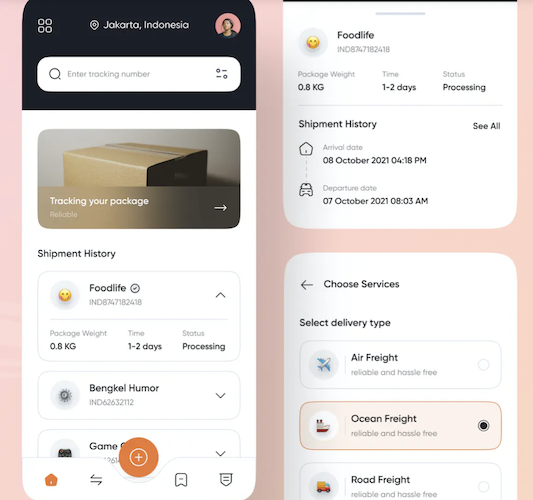 Jakarta, Indonesia
Enter tracking number
Tracking your package
Reliable
Shipment History
Foodlife
IND8747182418
Package Weight Time Status
0.8 KG 1-2 days Processing
Bengkel Humor
IND62632112
Game
Foodlife
IND8747182418
Package Weight Time Status
0.8 KG 1-2 days Processing
Shipment History See All
Arrival date
08 October 2021 04:18 PM
Departure date
07 October 2021 08:03 AM
Choose Services
Select delivery type
Air Freight
reliable and hassle free
Ocean Freight
reliable and hassle free
Road Freight
reliable and hassle free